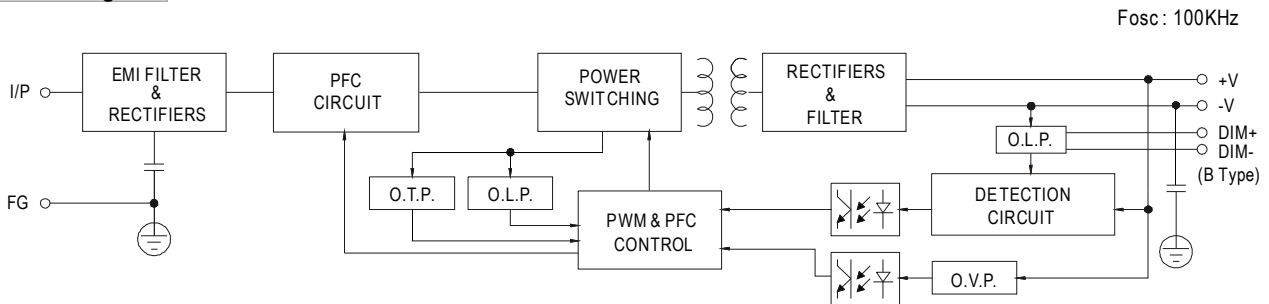 Fosc : 100KHz
I/P
EMI FILTER
&
RECTIFIERS
PFC
CIRCUIT
POWER
SWITCHING
RECTIFIERS
&
FILTER
+V
-V
DIM+
DIM-
(B Type)
O.L.P.
O.T.P.
O.L.P.
DETECTION
CIRCUIT
FG
PWM & PFC
CONTROL
O.V.P.